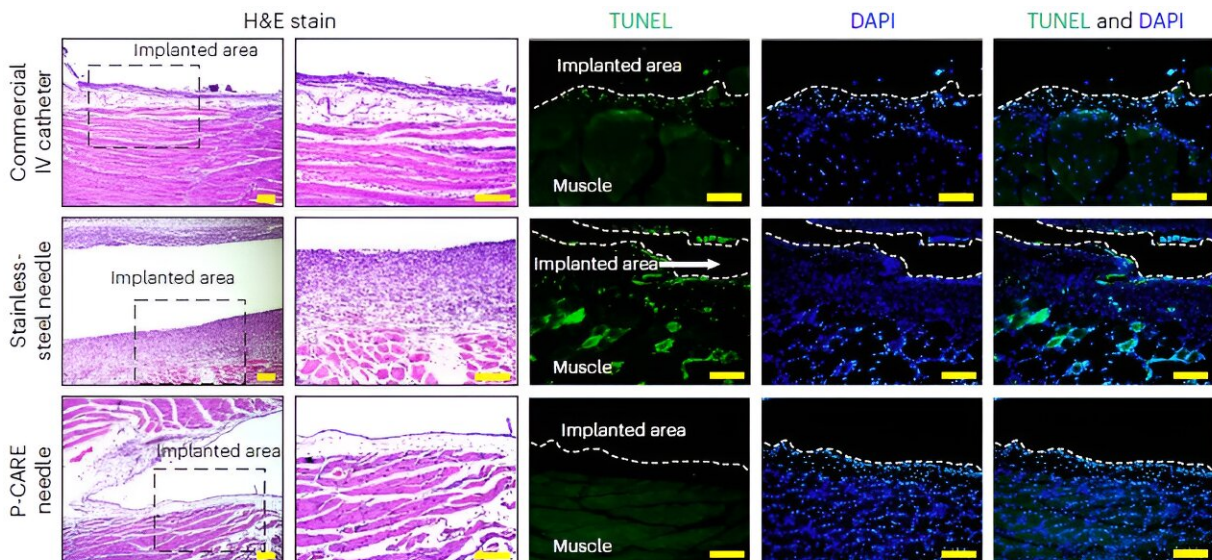 H&E stain
TUNEL
DAPI
TUNEL and DAPI
Commercial
IV catheter
Implanted area
Implanted area
Muscle
Stainless-
steel needle
Implanted area
Implanted area
Muscle
P-CARE
needle
Implanted area
Implanted area
Muscle